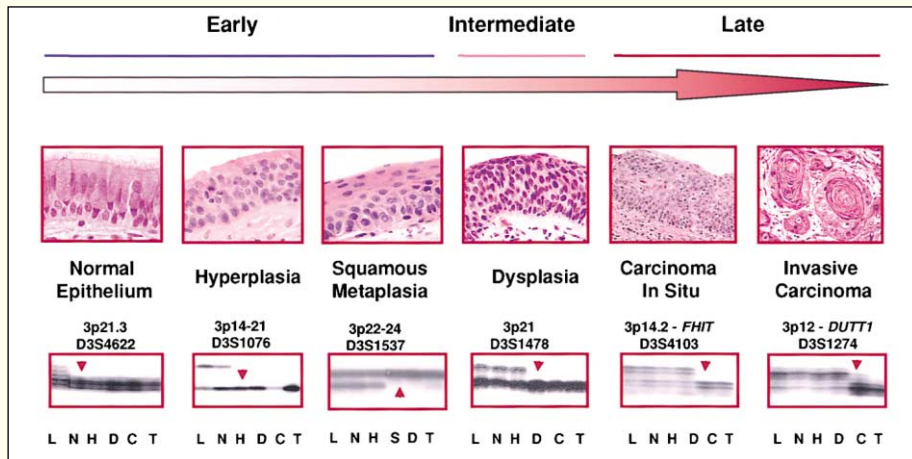 Early Intermediate Late
Normal Epithelium
Hyperplasia
Squamous Metaplasia
Dysplasia
Carcinoma In Situ
Invasive Carcinoma
3p21.3
D3S4622
3p14-21
D3S1076
3p22-24
D3S1537
3p21
D3S1478
3p14.2 - FHIT
D3S4103
3p12 - DUTT1
D3S1274
L N H D C T
L N H D C T
L N H S D T
L N H D C T
L N H D C T
L N H D C T